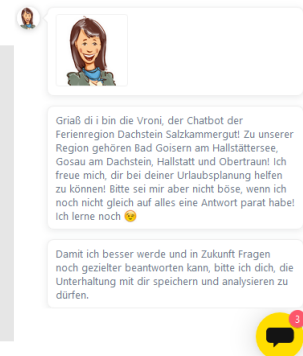 Griaß di i bin die Vroni, der Chatbot der
Ferienregion Dachstein Salzkammergut! Zu unserer
Region gehören Bad Goisern am Hallstättersee,
Gosau am Dachstein, Hallstatt und Obertraun! Ich
freue mich, dir bei deiner Urlaubsplanung helfen
zu können! Bitte sei mir aber nicht böse, wenn ich
noch nicht gleich auf alles eine Antwort parat habe!
Ich lerne noch 😉
Damit ich besser werde und in Zukunft Fragen
noch gezielter beantworten kann, bitte ich dich, die
Unterhaltung mit dir speichern und analysieren zu
dürfen.
3